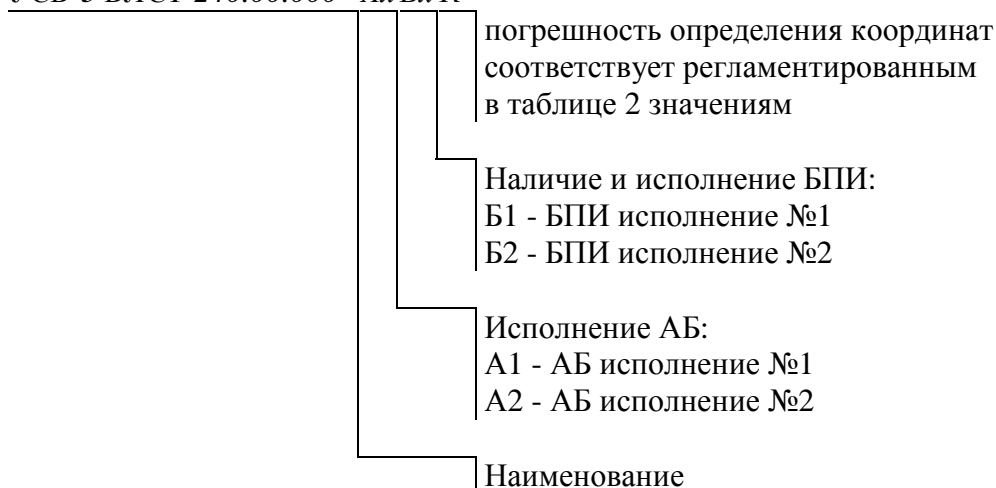 погрешность определения координат
соответствует регламентированным
в таблице 2 значениям
Наличие и исполнение БПИ:
Б1 - БПИ исполнение №1
Б2 - БПИ исполнение №2
Исполнение АБ:
А1 - АБ исполнение №1
А2 - АБ исполнение №2
Наименование